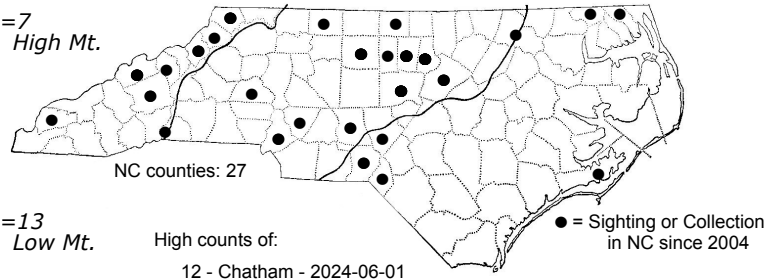 =7
High Mt.
NC counties: 27
=13
Low Mt.
High counts of:
12 - Chatham - 2024-06-01
● = Sighting or Collection
in NC since 2004